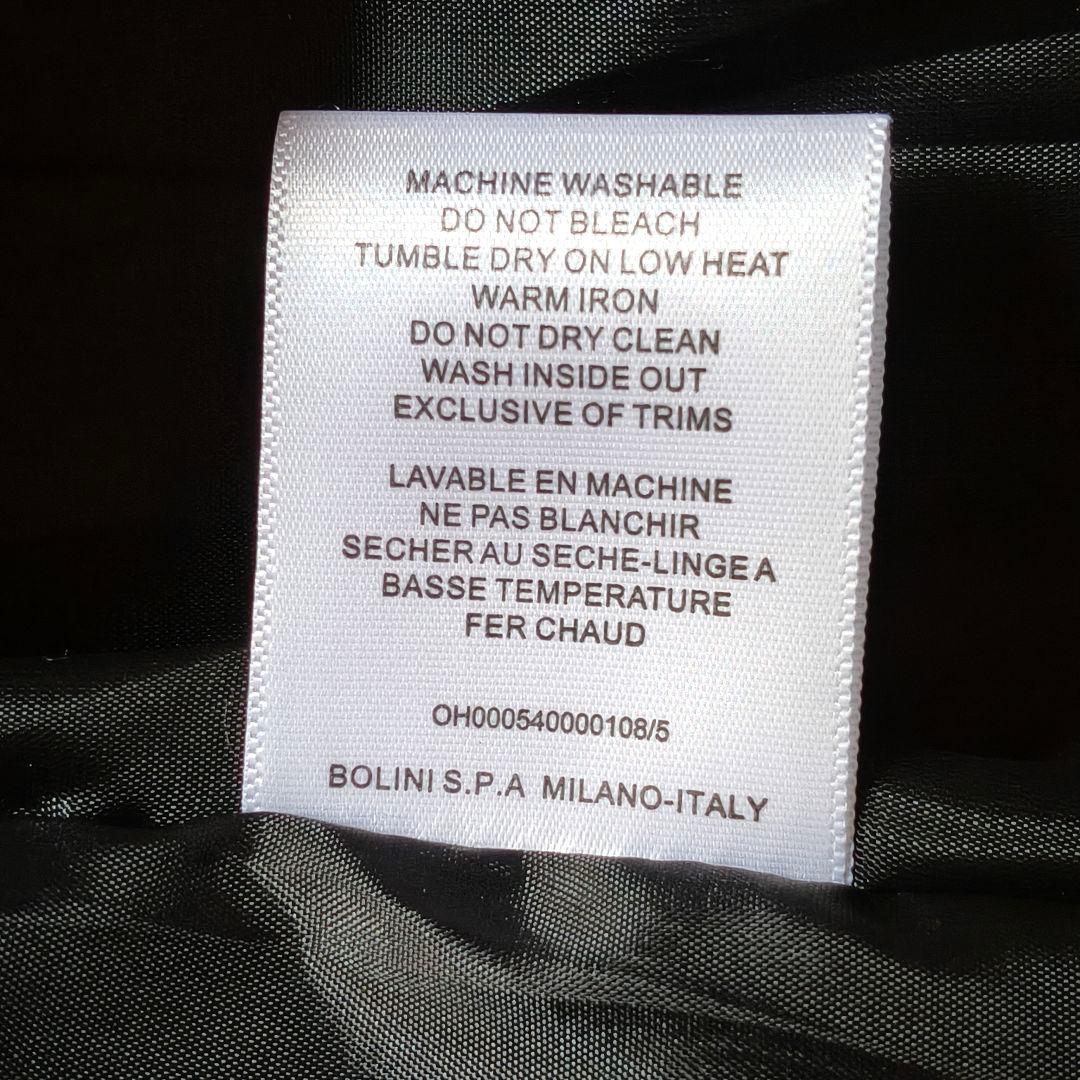 MACHINE WASHABLE
DO NOT BLEACH
TUMBLE DRY ON LOW HEAT
WARM IRON
DO NOT DRY CLEAN
WASH INSIDE OUT
EXCLUSIVE OF TRIMS
LAVABLE EN MACHINE
NE PAS BLANCHIR
SECHER AU SECHE-LINGE A
BASSE TEMPERATURE
FER CHAUD
OH000540000108/5
BOLINI S.P.A MILANO-ITALY